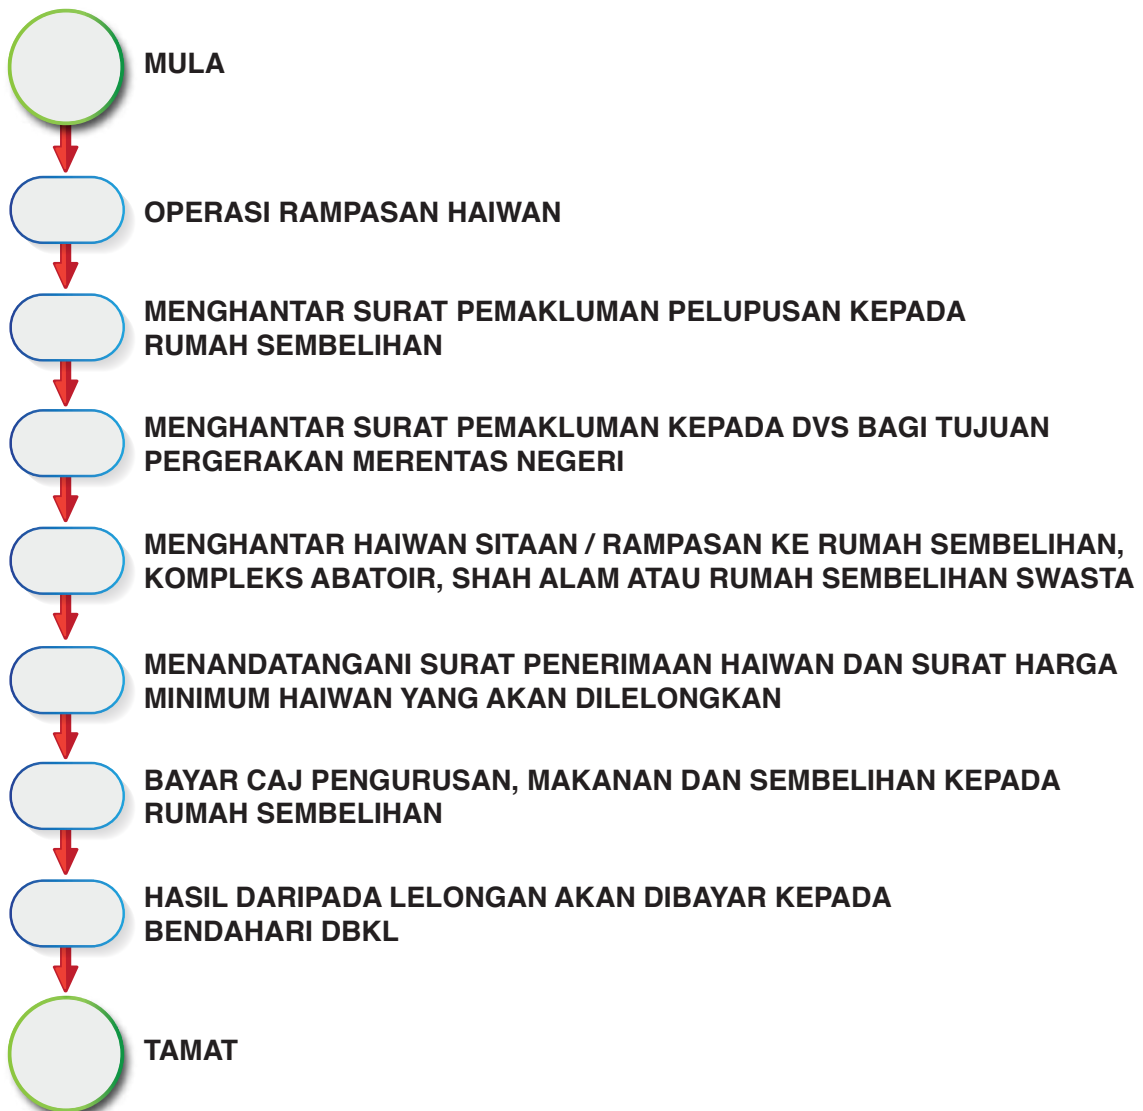 MULA
OPERASI RAMPASAN HAIWAN
MENGHANTAR SURAT PEMAKLUMAN PELUPUSAN KEPADA
RUMAH SEMBELIHAN
MENGHANTAR SURAT PEMAKLUMAN KEPADA DVS BAGI TUJUAN
PERGERAKAN MERENTAS NEGERI
MENGHANTAR HAIWAN SITAAN / RAMPASAN KE RUMAH SEMBELIHAN,
KOMPLEKS ABATOIR, SHAH ALAM ATAU RUMAH SEMBELIHAN SWASTA
MENANDATANGANI SURAT PENERIMAAN HAIWAN DAN SURAT HARGA
MINIMUM HAIWAN YANG AKAN DILELONGKAN
BAYAR CAJ PENGURUSAN, MAKANAN DAN SEMBELIHAN KEPADA
RUMAH SEMBELIHAN
HASIL DARIPADA LELONGAN AKAN DIBAYAR KEPADA
BENDAHARI DBKL
TAMAT